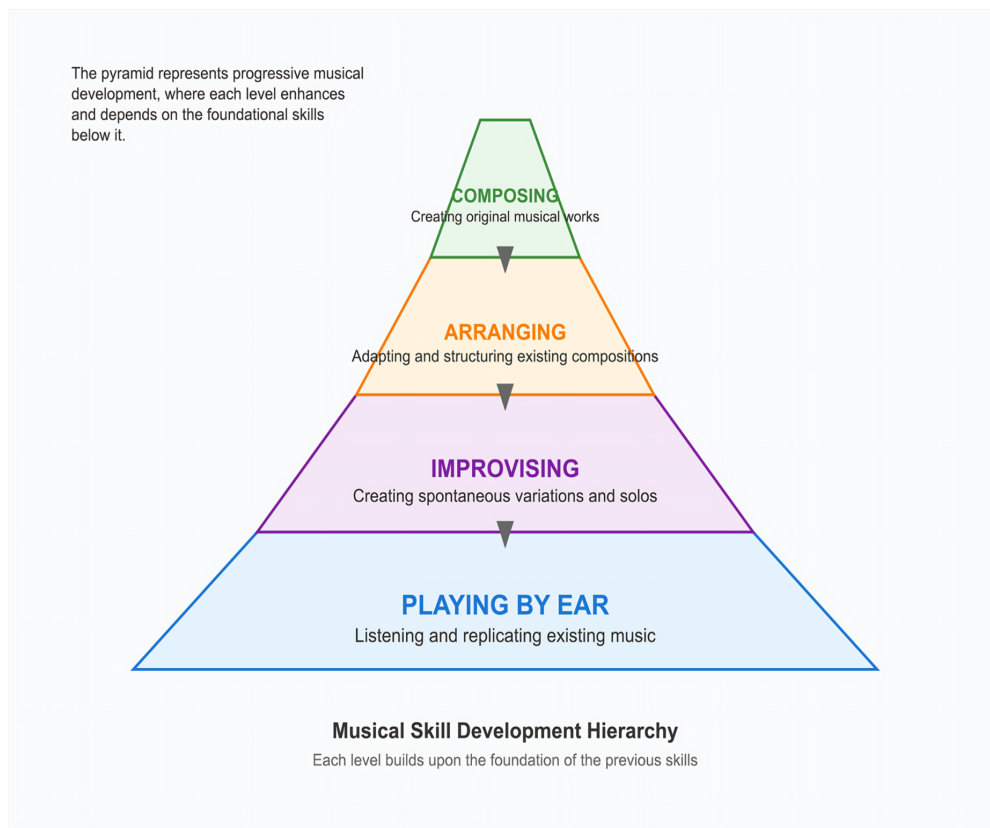 The pyramid represents progressive musical
development, where each level enhances
and depends on the foundational skills
below it.
COMPOSING
Creating original musical works
ARRANGING
Adapting and structuring existing compositions
IMPROVISING
Creating spontaneous variations and solos
PLAYING BY EAR
Listening and replicating existing music
Musical Skill Development Hierarchy
Each level builds upon the foundation of the previous skills